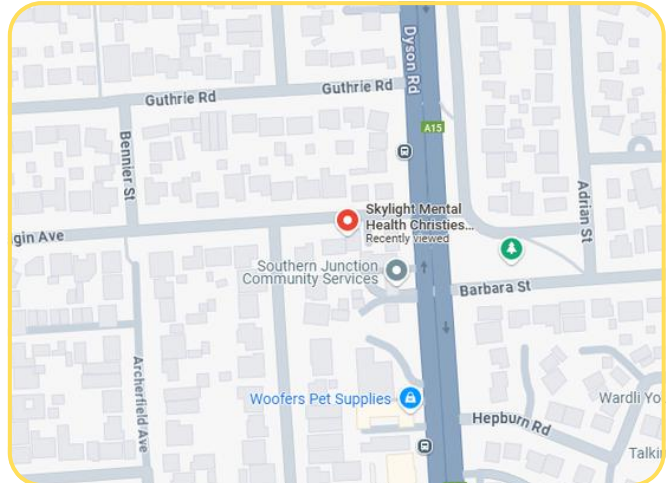 Dyson Rd
Guthrie Rd
Guthrie Rd
A15
Bennier St
Adrian St
Skylight Mental
Health Christies...
Recently viewed
gin Ave
Southern Junction
Community Services
Barbara St
Archerfield Ave
Woofers Pet Supplies
Wardli Yo
Hepburn Rd
Talki